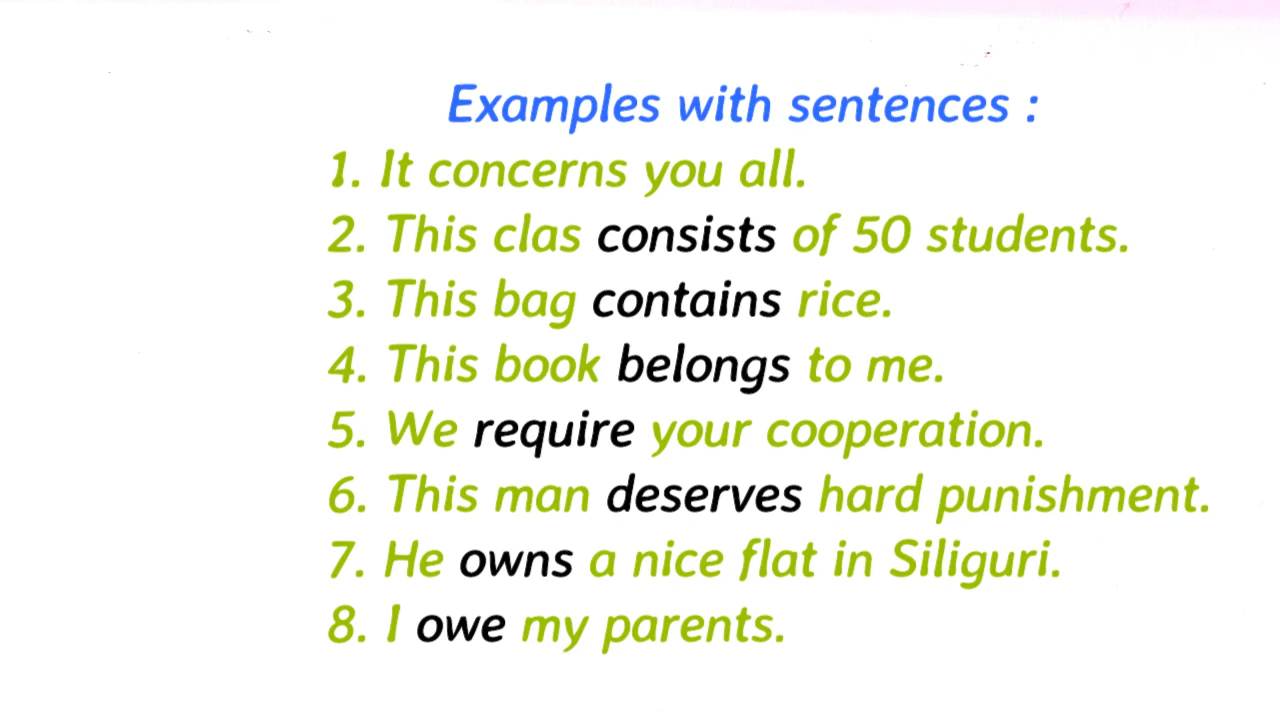 Examples with sentences :
1. It concerns you all.
2. This clas consists of 50 students.
3. This bag contains rice.
4. This book belongs to me.
5. We require your cooperation.
6. This man deserves hard punishment.
7. He owns a nice flat in Siliguri.
8. I owe my parents.